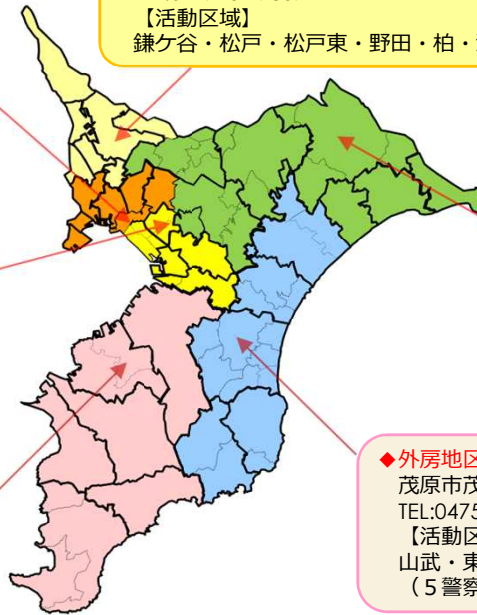 【活動区域】
鎌ケ谷・松戸・松戸東・野田・柏・
◆外房地区
茂原市茂
TEL:0475
【活動区
山武・東
（５警察